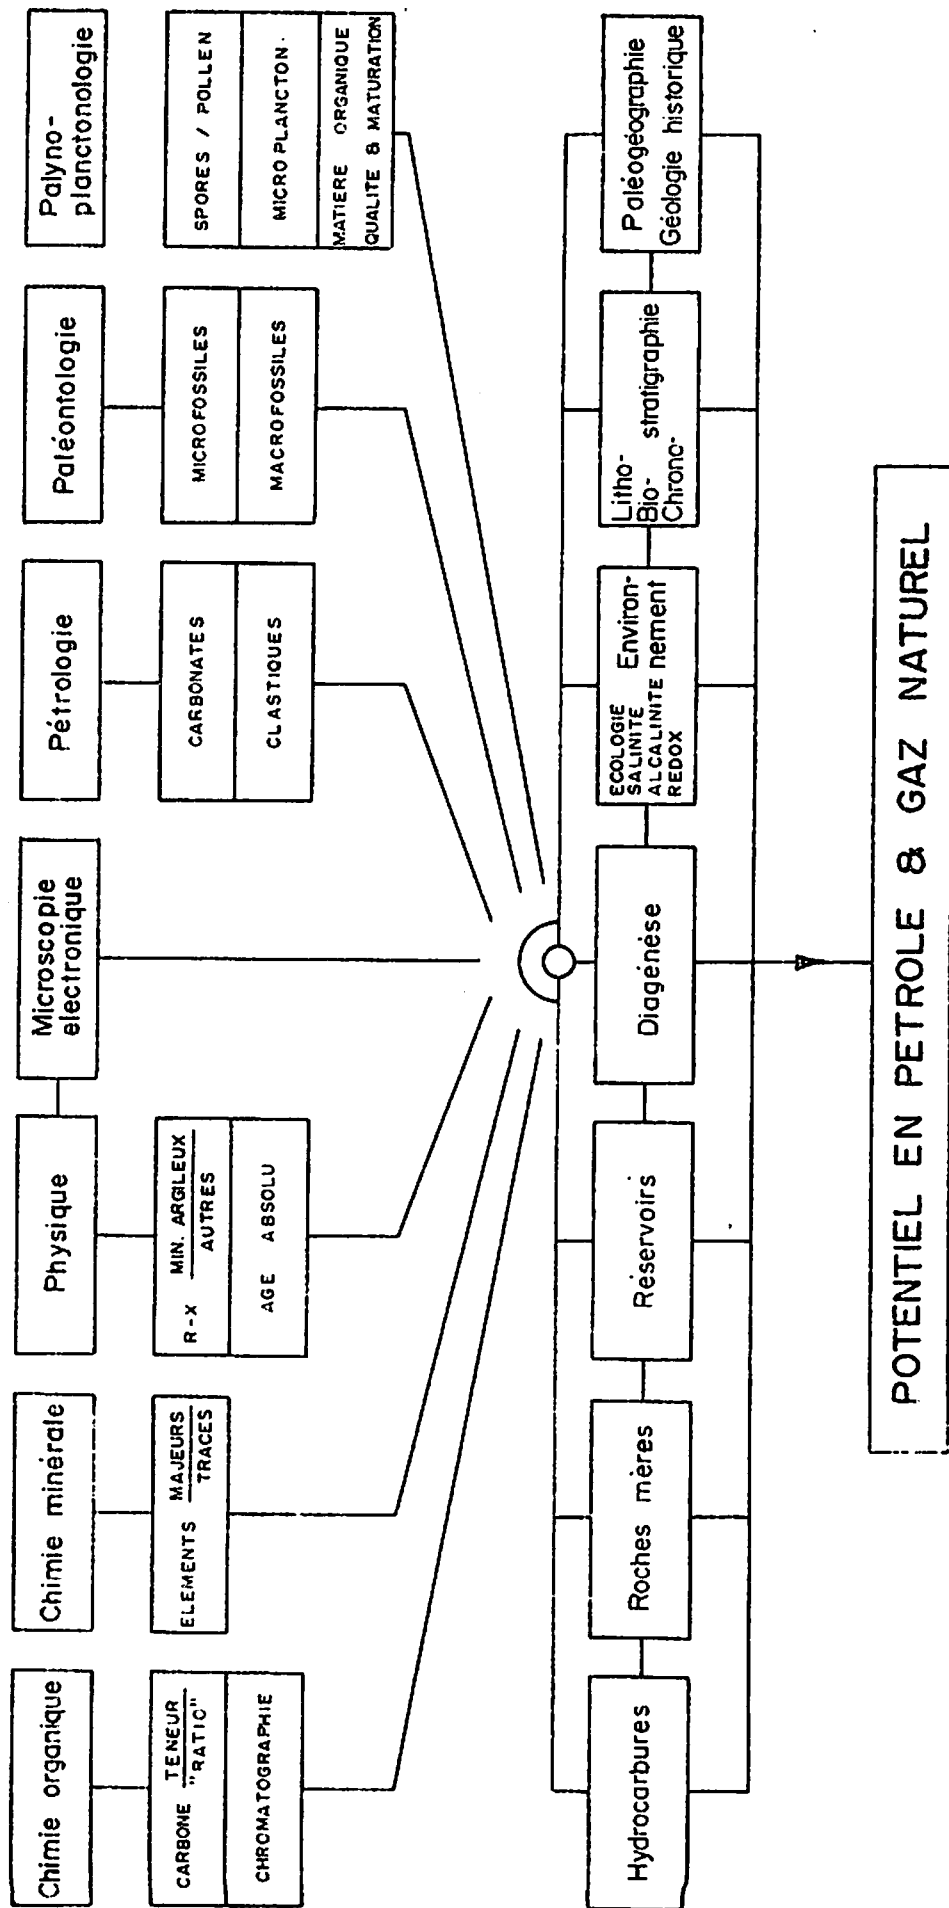 Chimie organique
Chimie minérale
Physique
Microscopie
electronique
Pétrologie
Paléontologie
Palyno-
planctonologie
CARBONE TENEUR
"RATIC"
CHROMATOGRAPHIE
ELEMENTS MAJEURS
TRACES
R-X MIN. ARGILEUX
AUTRES
AGE ABSOLU
CARBONATES
CLASTIQUES
MICROFOSSILES
MACROFOSSILES
SPORES / POLLEN
MICROPLANCTON.
MATIERE ORGANIQUE
QUALITE & MATURATION
Hydrocarbures
Roches mères
Réservoirs
Diagénèse
ECOLOGIE
SALINITE
ALCALINITE
REDOX
Environ-
nement
Litho-
Bio-
Chrono-
stratigraphie
Paléogéographie
Géologie historique
POTENTIEL EN PETROLE & GAZ NATUREL